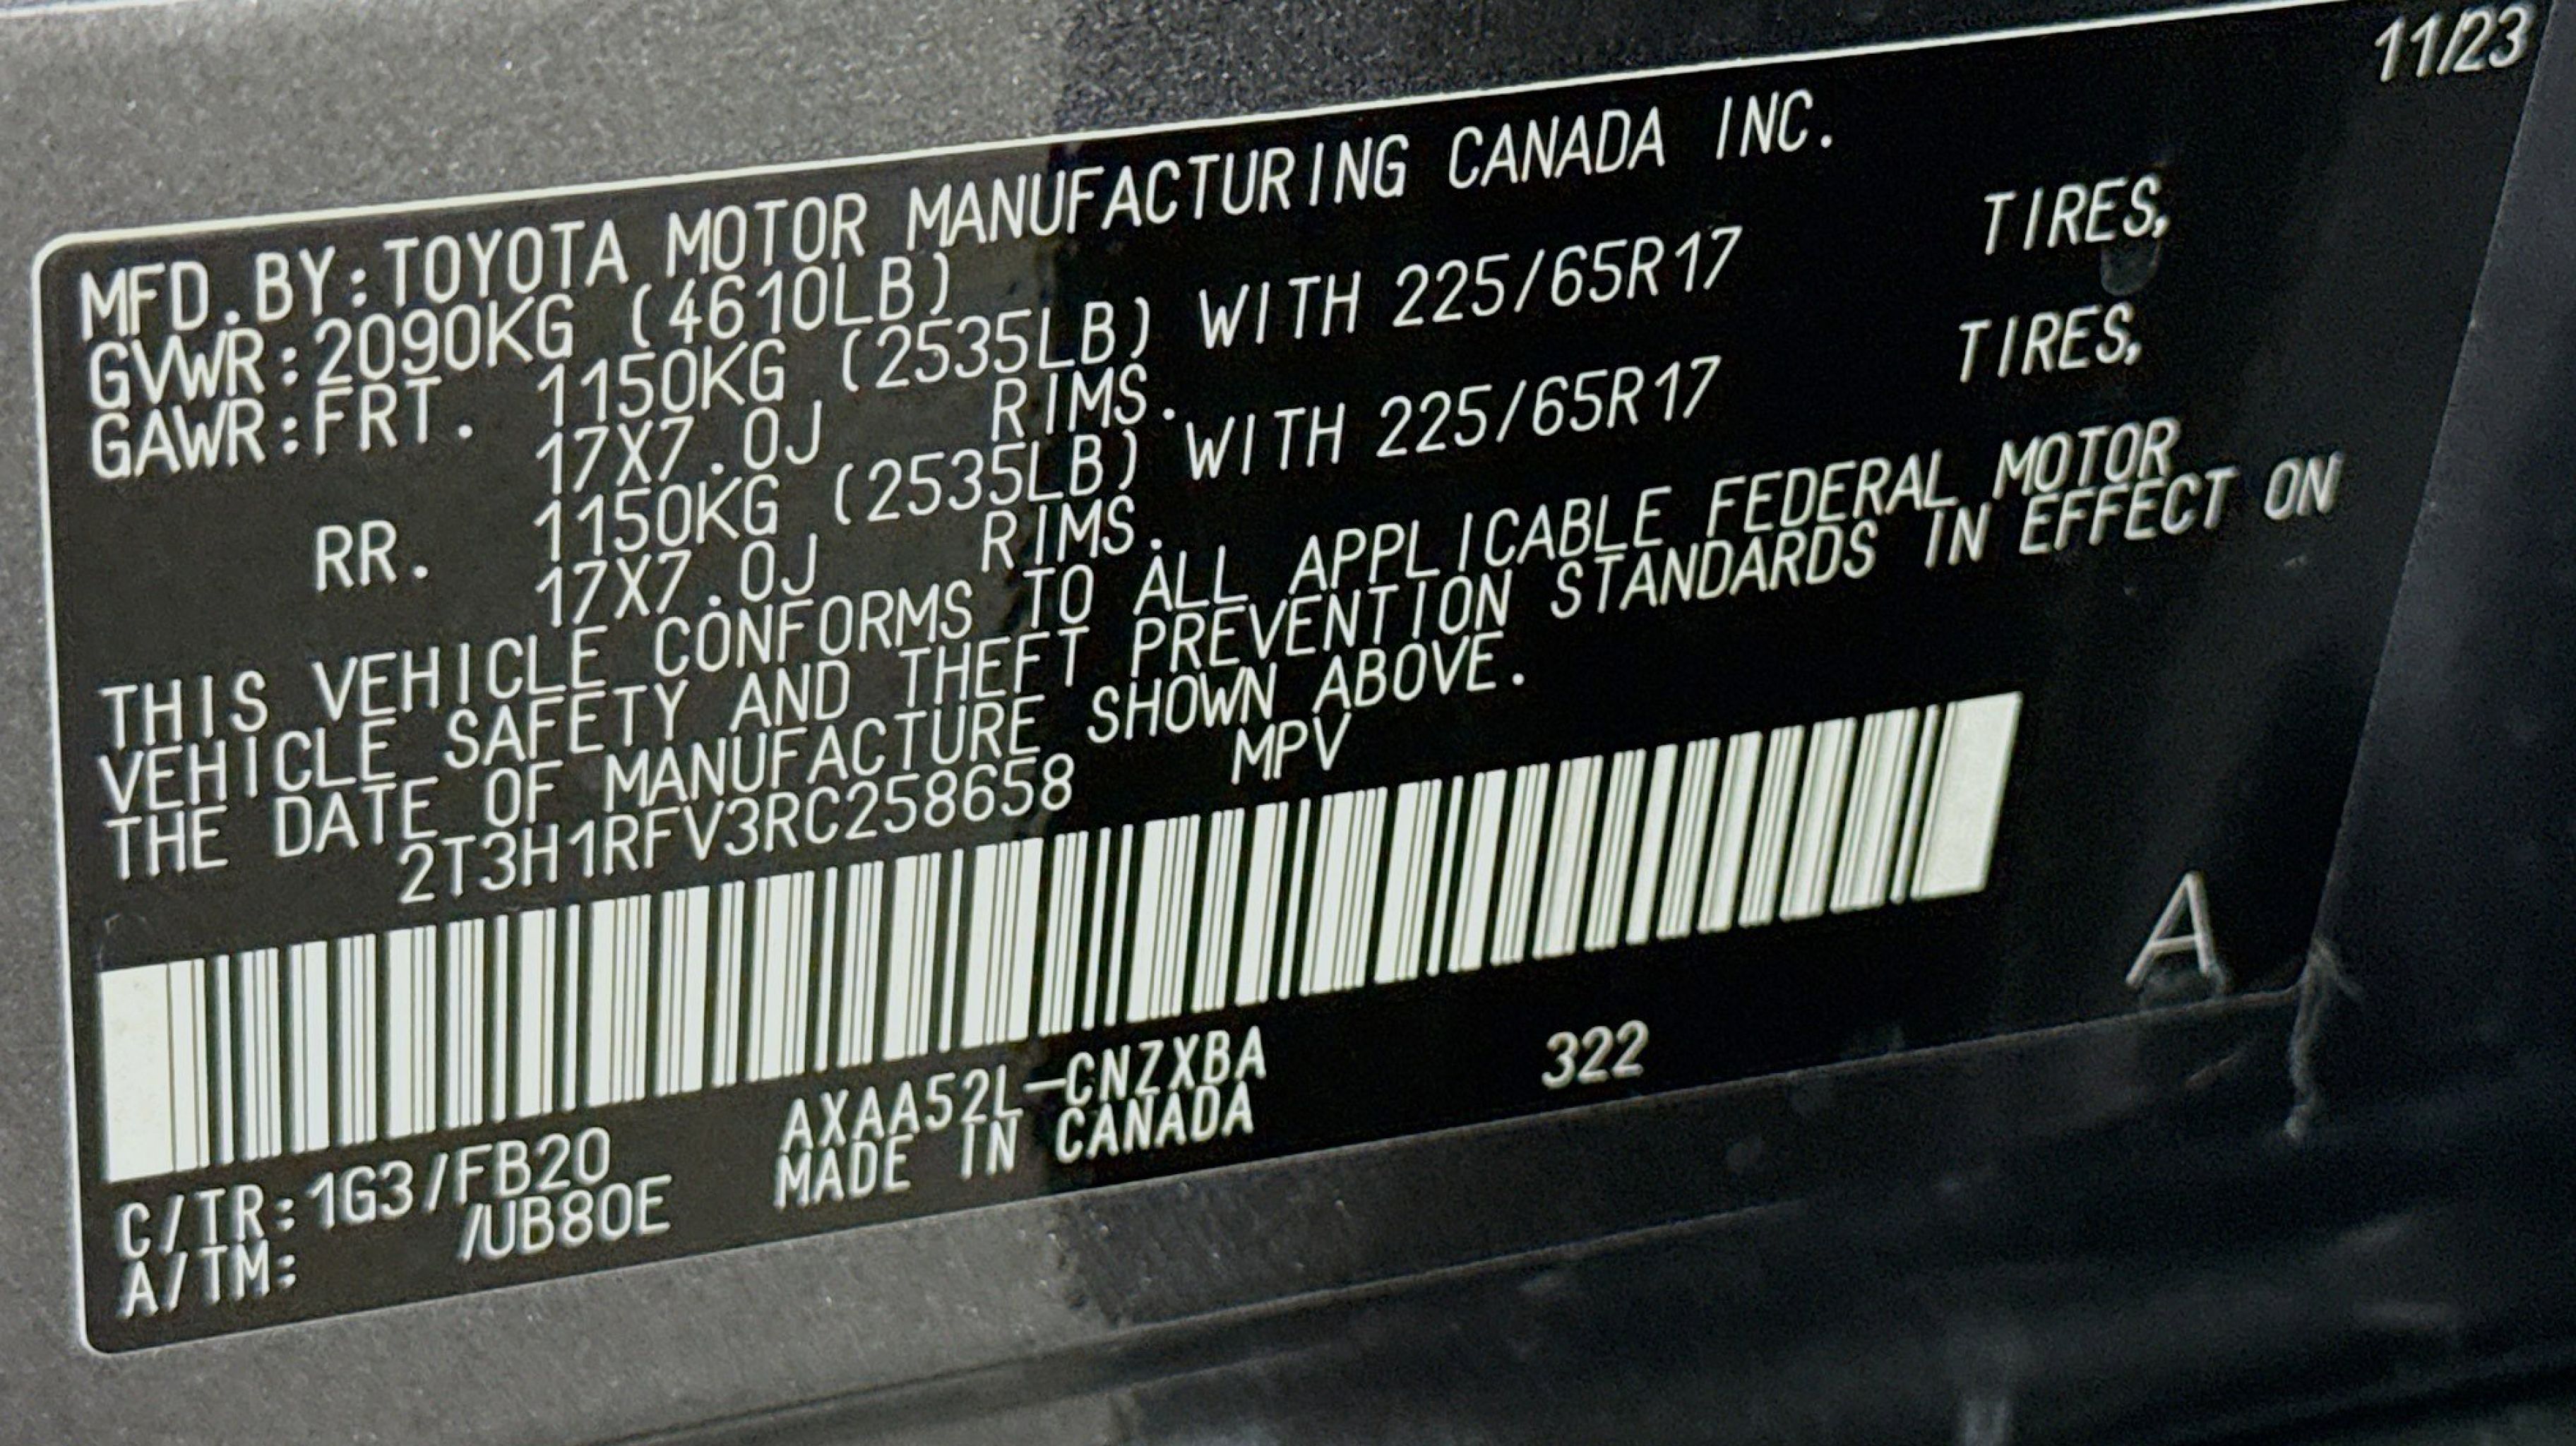 11/23
MFD.BY:TOYOTA MOTOR MANUFACTURING CANADA INC.
GVWR:2090KG (4610LB)
GAWR:FRT. 1150KG (2535LB) WITH 225/65R17 TIRES,
17X7.0J RIMS.
RR. 1150KG (2535LB) WITH 225/65R17 TIRES,
17X7.0J RIMS.
THIS VEHICLE CONFORMS TO ALL APPLICABLE FEDERAL MOTOR
VEHICLE SAFETY AND THEFT PREVENTION STANDARDS IN EFFECT ON
THE DATE OF MANUFACTURE SHOWN ABOVE.
2T3H1RFV3RC258658 MPV
A
C/TR:1G3/FB20 AXAA52L-CNZXBA 322
A/TM: /UB80E MADE IN CANADA